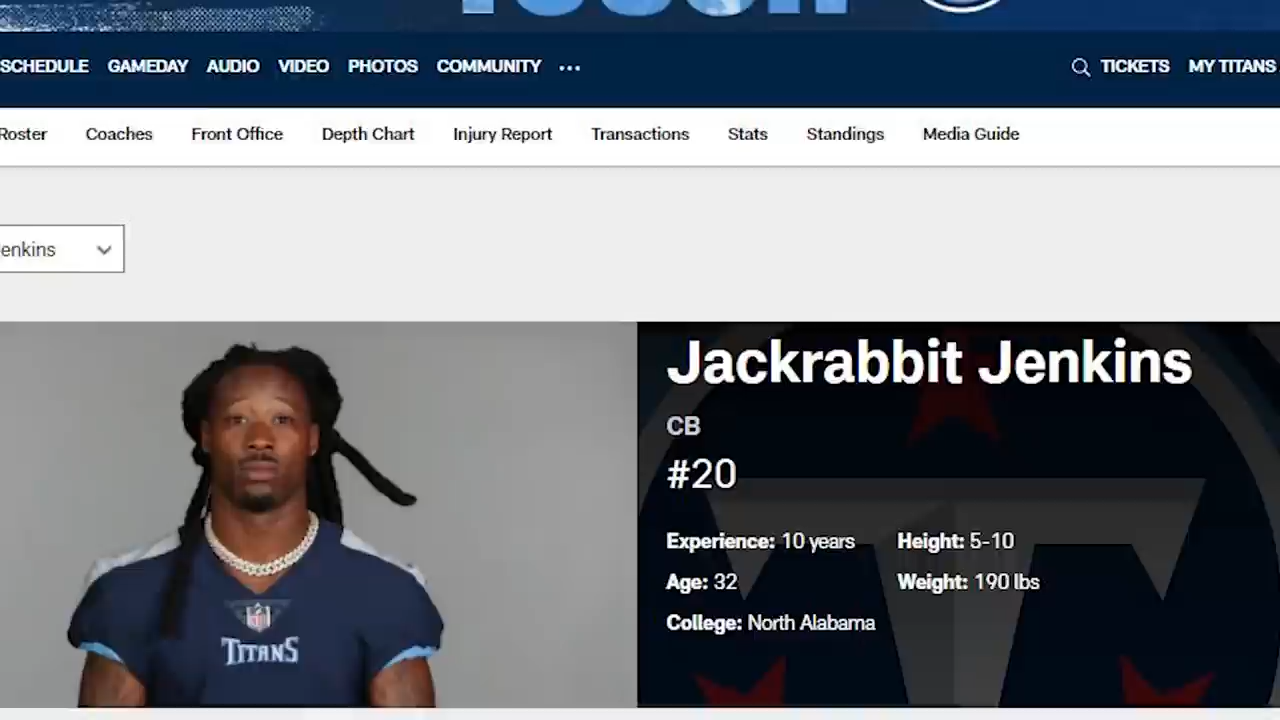 SCHEDULE GAMEDAY AUDIO VIDEO PHOTOS COMMUNITY ... TICKETS MY TITANS
Roster Coaches Front Office Depth Chart Injury Report Transactions Stats Standings Media Guide
enkins
Jackrabbit Jenkins
CB
#20
Experience: 10 years Height: 5-10
Age: 32 Weight: 190 lbs
College: North Alabama
TITANS